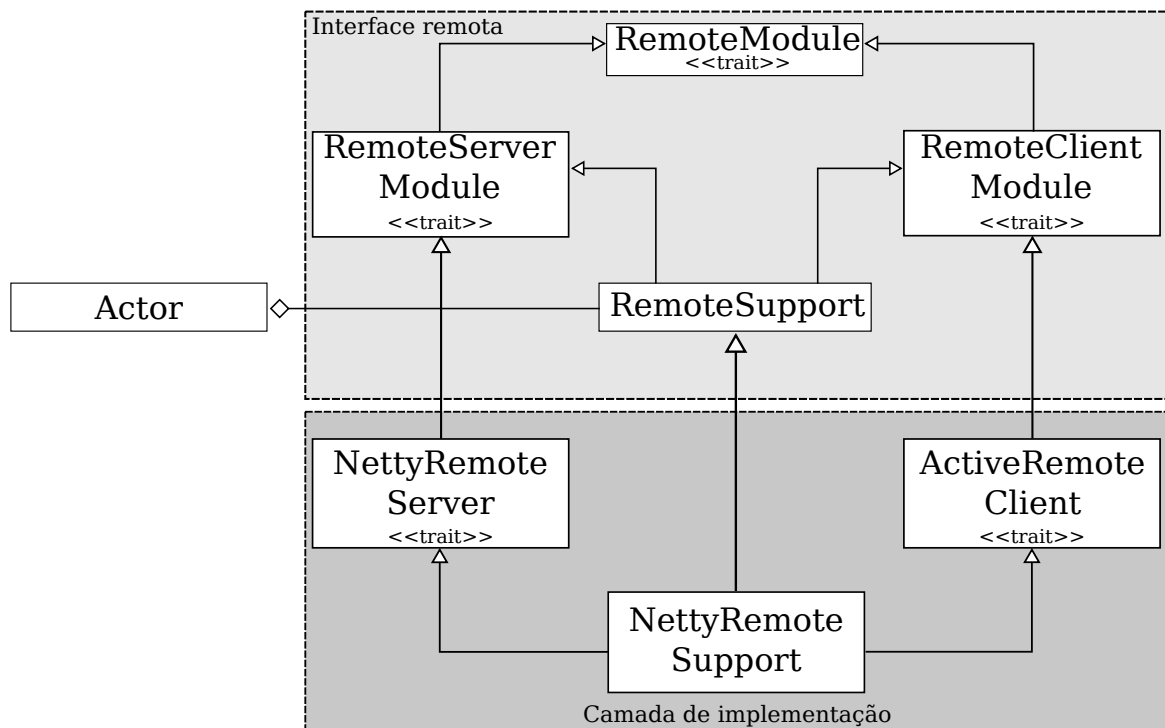 Interface remota
RemoteModule
<<trait>>
RemoteServer
Module
<<trait>>
RemoteClient
Module
<<trait>>
Actor
RemoteSupport
NettyRemote
Server
<<trait>>
ActiveRemote
Client
<<trait>>
NettyRemote
Support
Camada de implementação